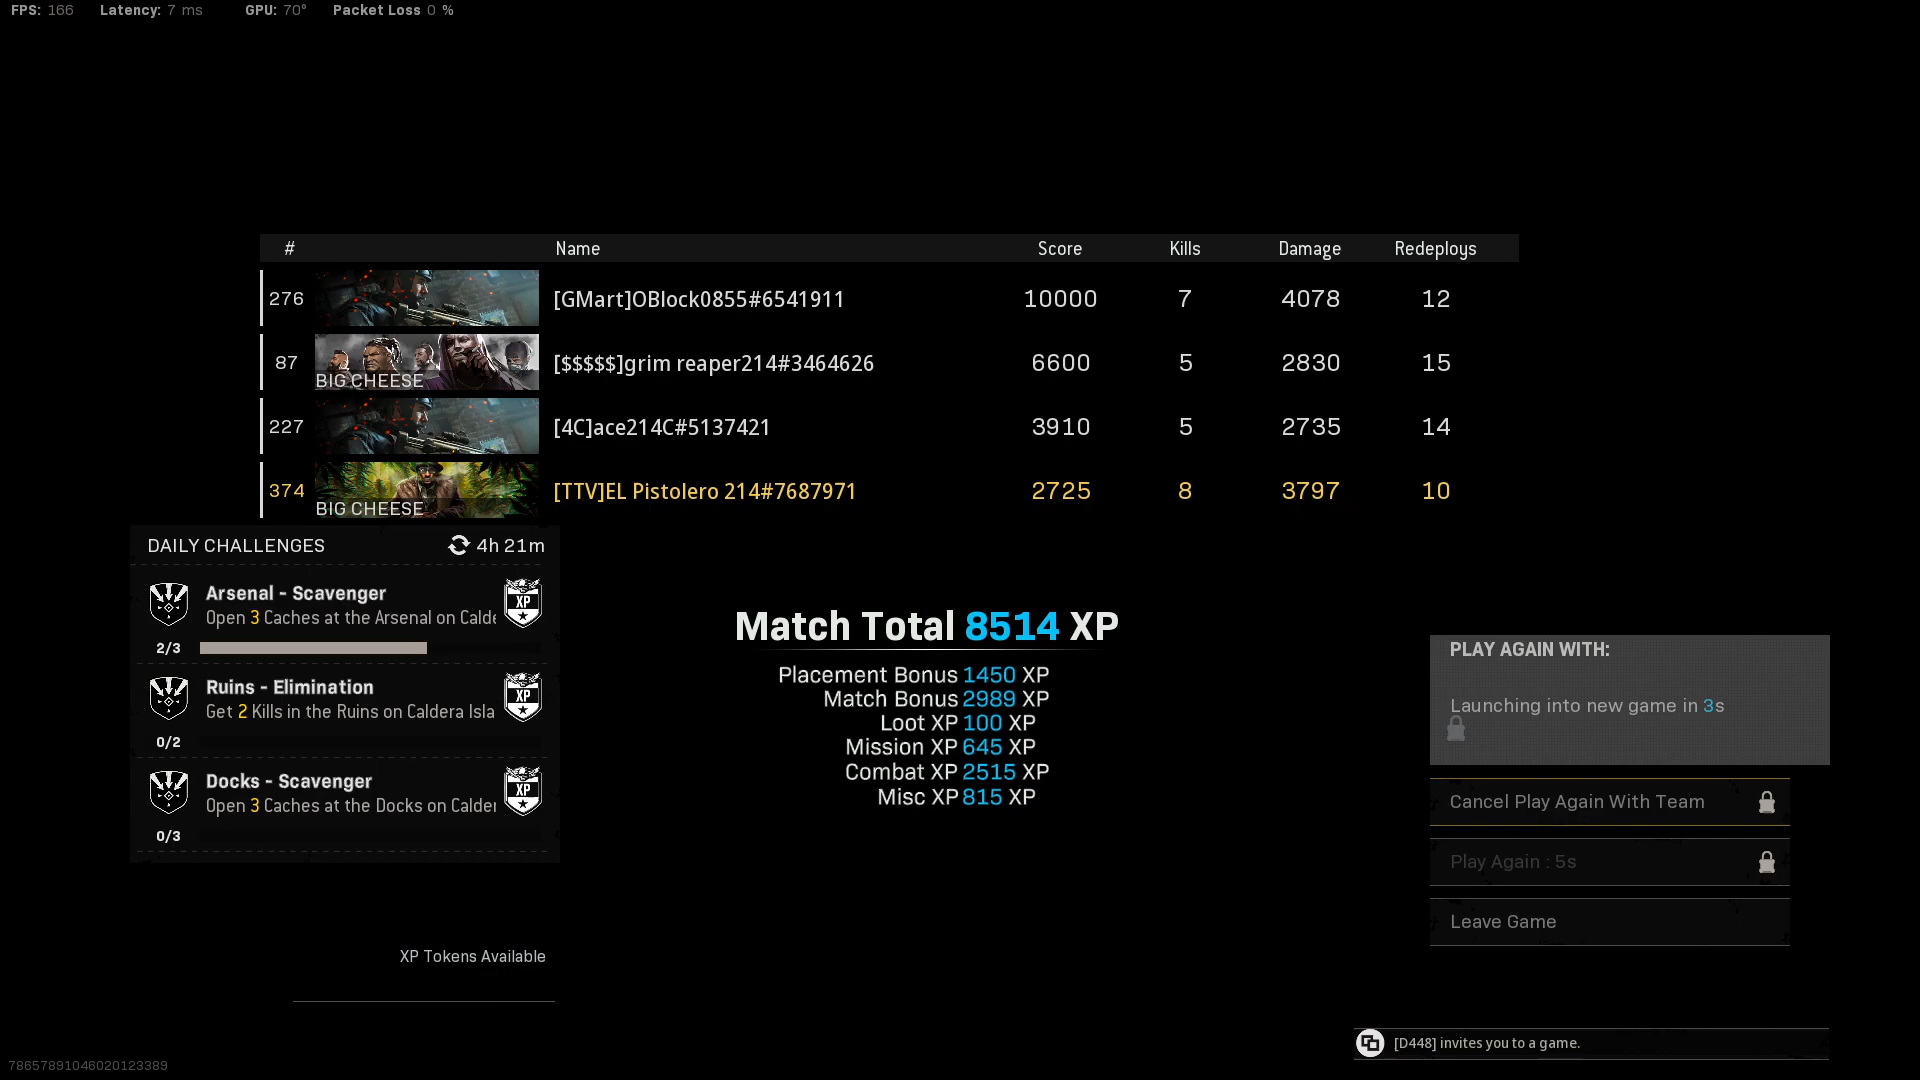 FPS: 166 Latency: 7 ms GPU: 70° Packet Loss 0 %
# Name Score Kills Damage Redeploys
276 [GMart]OBlock0855#6541911 10000 7 4078 12
87 BIG CHEESE [$$$$$]grim reaper214#3464626 6600 5 2830 15
227 [4C]ace214C#5137421 3910 5 2735 14
374 BIG CHEESE [TTV]EL Pistolero 214#7687971 2725 8 3797 10
DAILY CHALLENGES 4h 21m
Arsenal - Scavenger
Open 3 Caches at the Arsenal on Calde
XP
2/3
Ruins - Elimination
Get 2 Kills in the Ruins on Caldera Isla
XP
0/2
Docks - Scavenger
Open 3 Caches at the Docks on Calder
XP
0/3
XP Tokens Available
Match Total 8514 XP
Placement Bonus 1450 XP
Match Bonus 2989 XP
Loot XP 100 XP
Mission XP 645 XP
Combat XP 2515 XP
Misc XP 815 XP
PLAY AGAIN WITH:
Launching into new game in 3s
Cancel Play Again With Team
Play Again : 5s
Leave Game
[D448] invites you to a game.
78657891046020123389